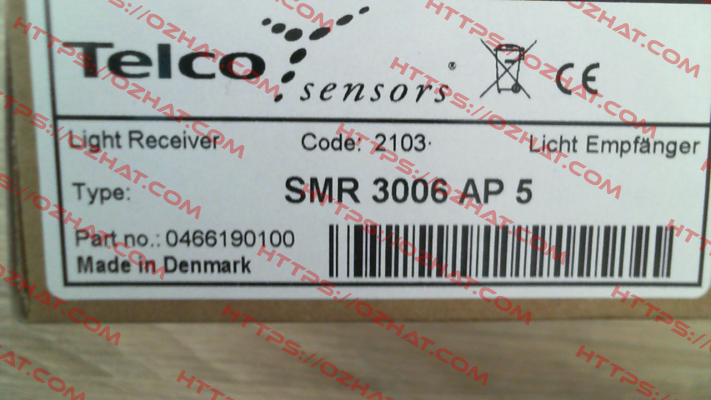 Telco
sensors®
CE
Light Receiver Code: 2103· Licht Empfänger
Type: SMR 3006 AP 5
Part no.: 0466190100
Made in Denmark
HTTPS://OZHAT.COM